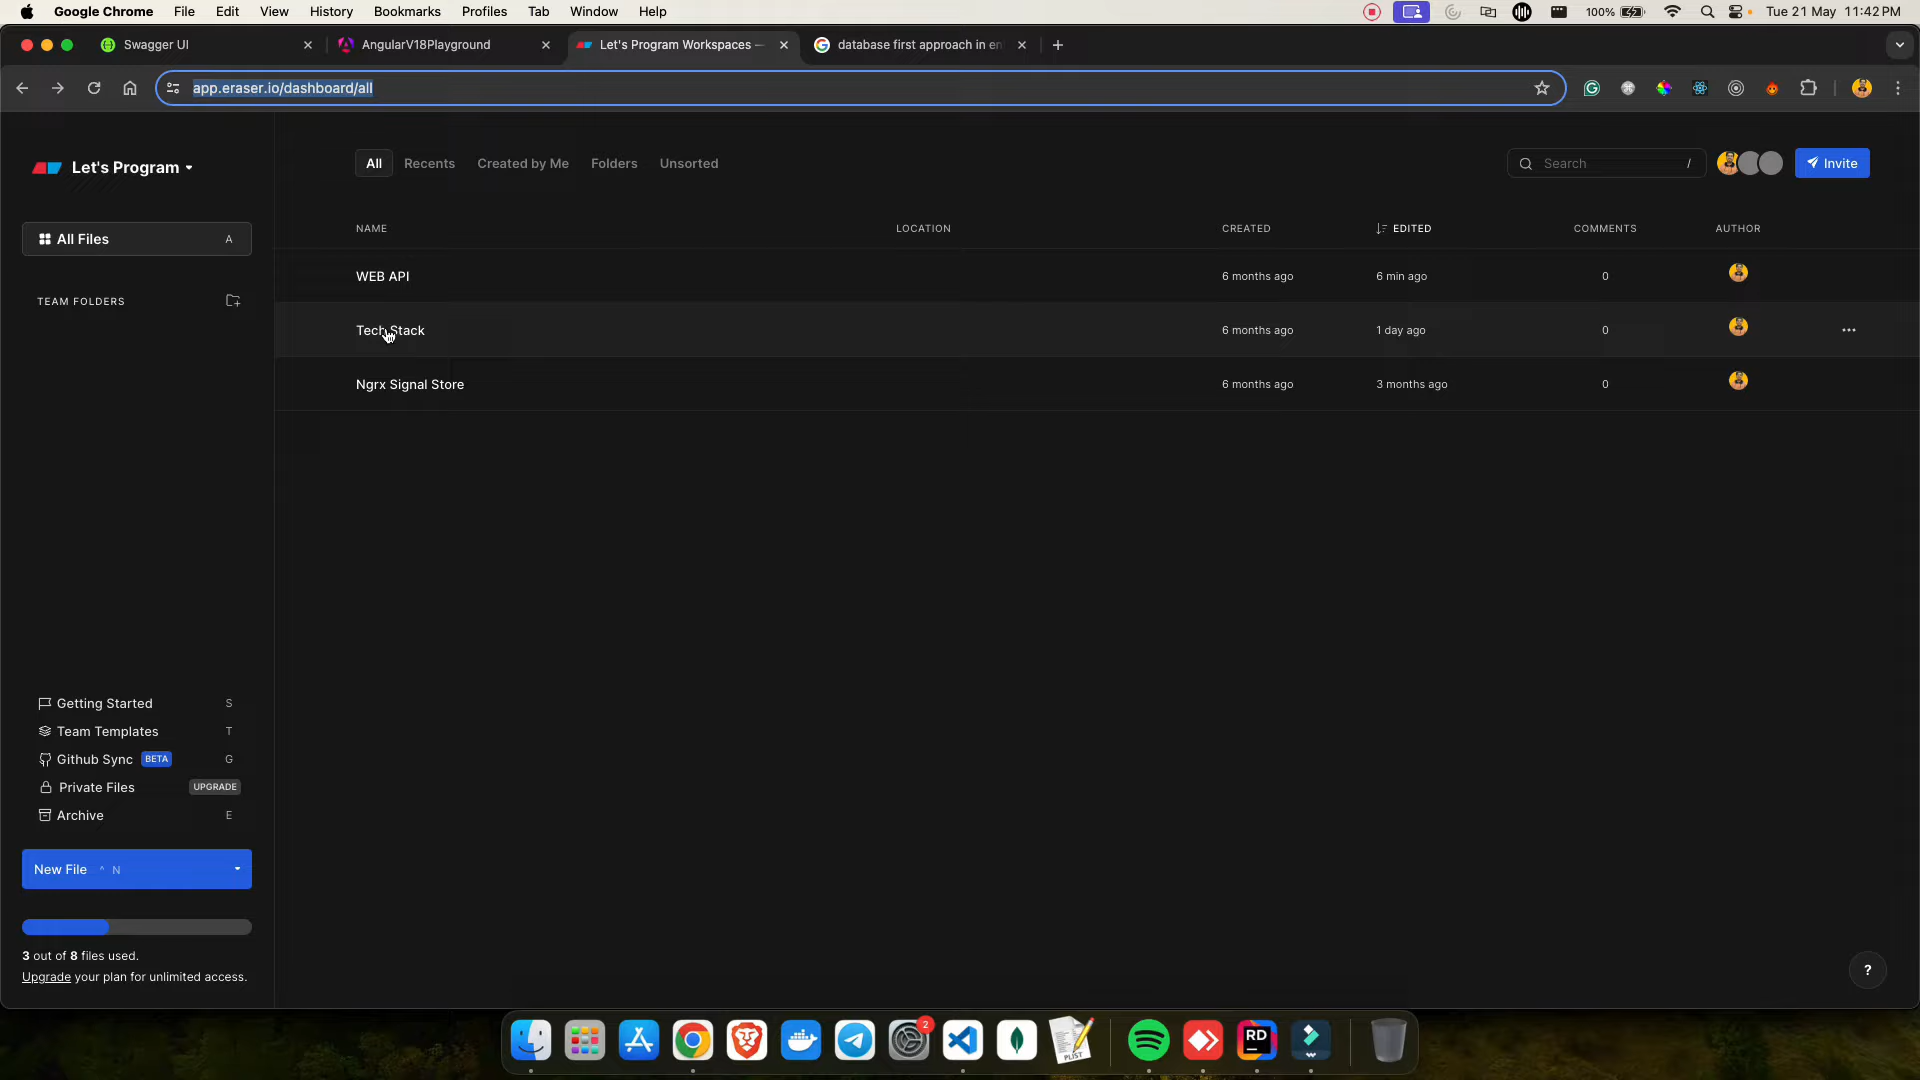 Google Chrome File Edit View History Bookmarks Profiles Tab Window Help 100% Tue 21 May 11:42 PM
Swagger UI AngularV18Playground Let's Program Workspaces — database first approach in en
app.eraser.io/dashboard/all
Let's Program
All Recents Created by Me Folders Unsorted Search / Invite
All Files A
NAME LOCATION CREATED EDITED COMMENTS AUTHOR
WEB API 6 months ago 6 min ago 0
TEAM FOLDERS
Tech Stack 6 months ago 1 day ago 0
Ngrx Signal Store 6 months ago 3 months ago 0
Getting Started S
Team Templates T
Github Sync BETA G
Private Files UPGRADE
Archive E
New File ^ N
3 out of 8 files used.
Upgrade your plan for unlimited access.
?
2
RD
PLIST